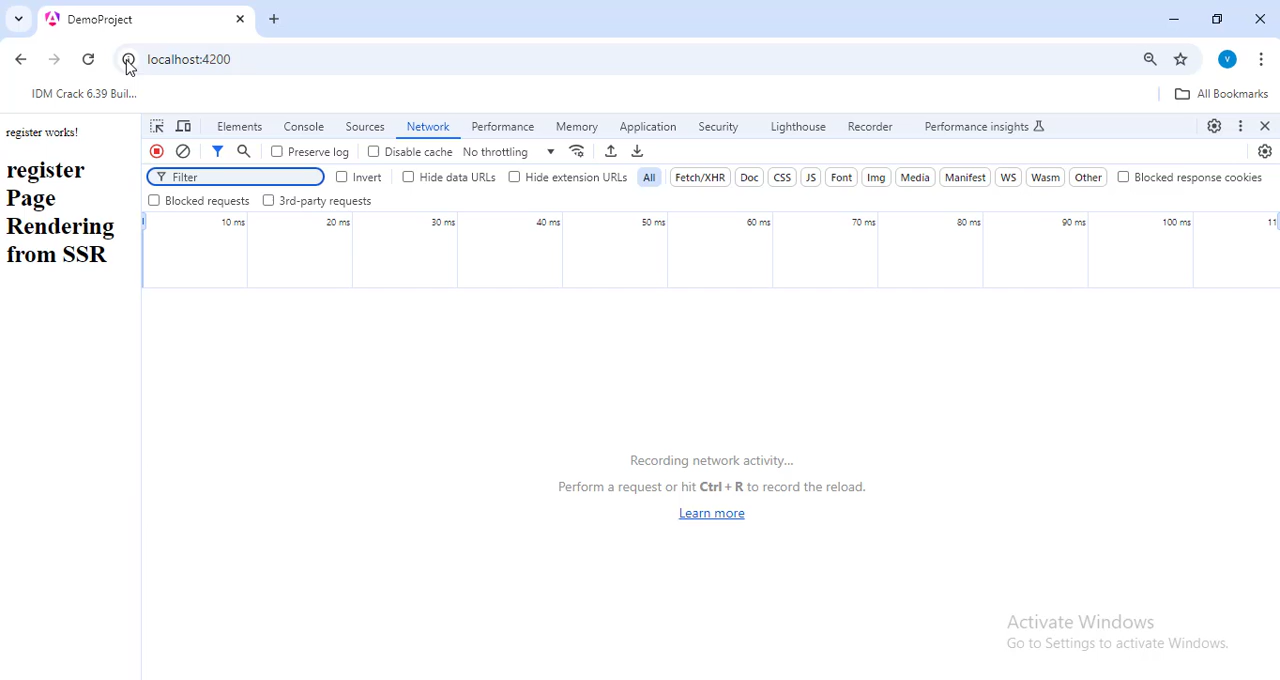 DemoProject
localhost:4200
V
IDM Crack 6.39 Buil...
All Bookmarks
register works!
register
Page
Rendering
from SSR
Elements
Console
Sources
Network
Performance
Memory
Application
Security
Lighthouse
Recorder
Performance insights
Preserve log
Disable cache
No throttling
Filter
Invert
Hide data URLs
Hide extension URLs
All
Fetch/XHR
Doc
CSS
JS
Font
Img
Media
Manifest
WS
Wasm
Other
Blocked response cookies
Blocked requests
3rd-party requests
10 ms
20 ms
30 ms
40 ms
50 ms
60 ms
70 ms
80 ms
90 ms
100 ms
11
Recording network activity...
Perform a request or hit Ctrl + R to record the reload.
Learn more
Activate Windows
Go to Settings to activate Windows.